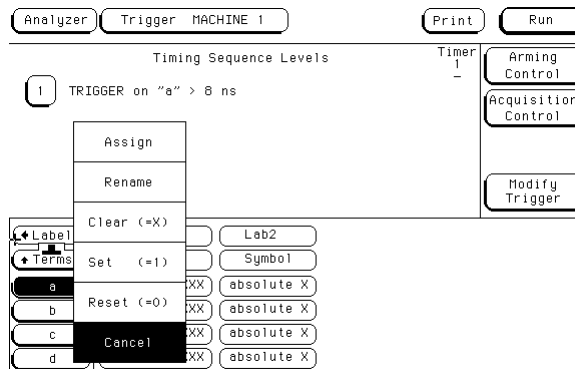 Analyzer Trigger MACHINE 1 Print Run
Timing Sequence Levels
Timer
1
–
Arming
Control
1 TRIGGER on "a" > 8 ns
Acquisition
Control
Modify
Trigger
Assign
Rename
Clear (=X)
Set (=1)
Reset (=0)
Cancel
Label Lab2
Terms Symbol
a XX absolute X
b XX absolute X
c XX absolute X
d XX absolute X